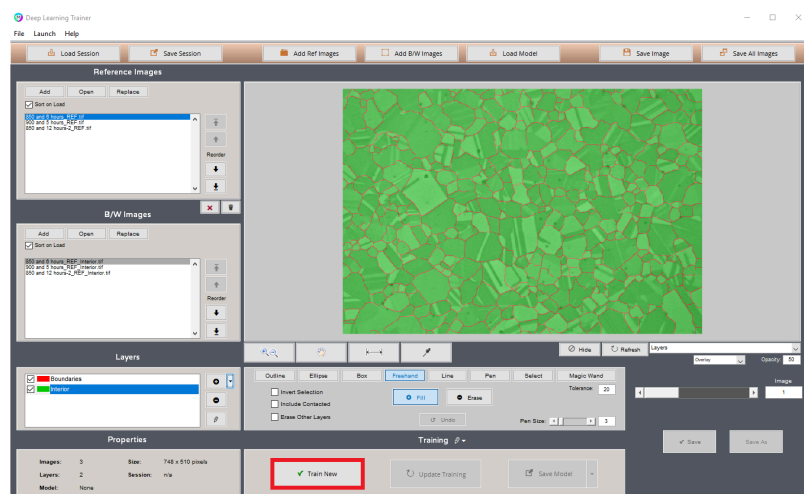 Deep Learning Trainer
File Launch Help
Load Session Save Session Add Ref Images Add B/W Images Load Model Save Image Save All Images
Reference Images
Add Open Replace
Sort on Load
850 and 6 hours_REF.tif
900 and 5 hours_REF.tif
850 and 12 hours-2_REF.tif
Reorder
B/W Images
Add Open Replace
Sort on Load
850 and 6 hours_REF_Interior.tif
900 and 5 hours_REF_Interior.tif
850 and 12 hours-2_REF_Interior.tif
Reorder
Hide Refresh Layers
Overlay Opacity: 50
Layers
Boundaries
Interior
Outline Ellipse Box Freehand Line Pen Select Magic Wand
Invert Selection
Include Contacted
Erase Other Layers
Fill Erase
Undo
Tolerance: 20
Pen Size: 3
Image
1
Save Save As
Properties
Images: 3 Size: 748 x 510 pixels
Layers: 2 Session: n/a
Model: None
Training
Train New Update Training Save Model